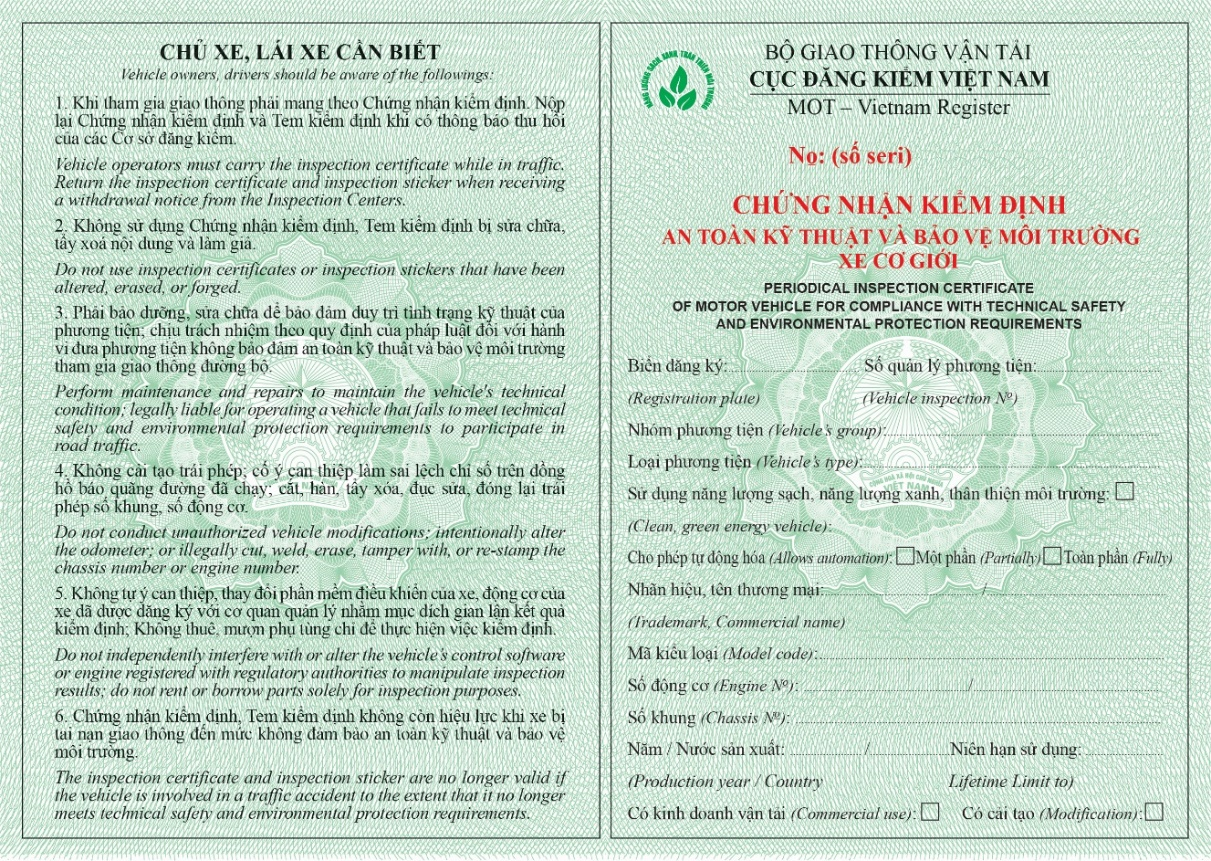 CHỦ XE, LÁI XE CẦN BIẾT
Vehicle owners, drivers should be aware of the followings:
1. Khi tham gia giao thông phải mang theo Chứng nhận kiểm định. Nộp
lại Chứng nhận kiểm định và Tem kiểm định khi có thông báo thu hồi
của các Cơ sở đăng kiểm.
Vehicle operators must carry the inspection certificate while in traffic.
Return the inspection certificate and inspection sticker when receiving
a withdrawal notice from the Inspection Centers.
2. Không sử dụng Chứng nhận kiểm định, Tem kiểm định bị sửa chữa,
tẩy xoá nội dung và làm giả.
Do not use inspection certificates or inspection stickers that have been
altered, erased, or forged.
3. Phải bảo dưỡng, sửa chữa để bảo đảm duy trì tình trạng kỹ thuật của
phương tiện; chịu trách nhiệm theo quy định của pháp luật đối với hành
vi đưa phương tiện không bảo đảm an toàn kỹ thuật và bảo vệ môi trường
tham gia giao thông đường bộ.
Perform maintenance and repairs to maintain the vehicle's technical
condition; legally liable for operating a vehicle that fails to meet technical
safety and environmental protection requirements to participate in
road traffic.
4. Không cải tạo trái phép; cố ý can thiệp làm sai lệch chỉ số trên đồng
hồ báo quãng đường đã chạy; cắt, hàn, tẩy xóa, đục sửa, đóng lại trái
phép số khung, số động cơ.
Do not conduct unauthorized vehicle modifications; intentionally alter
the odometer; or illegally cut, weld, erase, tamper with, or re-stamp the
chassis number or engine number.
5. Không tự ý can thiệp, thay đổi phần mềm điều khiển của xe, động cơ của
xe đã được đăng ký với cơ quan quản lý nhằm mục đích gian lận kết quả
kiểm định; Không thuê, mượn phụ tùng chỉ để thực hiện việc kiểm định.
Do not independently interfere with or alter the vehicle's control software
or engine registered with regulatory authorities to manipulate inspection
results; do not rent or borrow parts solely for inspection purposes.
6. Chứng nhận kiểm định, Tem kiểm định không còn hiệu lực khi xe bị
tai nạn giao thông đến mức không đảm bảo an toàn kỹ thuật và bảo vệ
môi trường.
The inspection certificate and inspection sticker are no longer valid if
the vehicle is involved in a traffic accident to the extent that it no longer
meets technical safety and environmental protection requirements.
NĂNG LƯỢNG SẠCH, XANH, THÂN THIỆN MÔI TRƯỜNG
BỘ GIAO THÔNG VẬN TẢI
CỤC ĐĂNG KIỂM VIỆT NAM
MOT – Vietnam Register
No: (số seri)
CHỨNG NHẬN KIỂM ĐỊNH
AN TOÀN KỸ THUẬT VÀ BẢO VỆ MÔI TRƯỜNG
XE CƠ GIỚI
PERIODICAL INSPECTION CERTIFICATE
OF MOTOR VEHICLE FOR COMPLIANCE WITH TECHNICAL SAFETY
AND ENVIRONMENTAL PROTECTION REQUIREMENTS
Biển đăng ký: Số quản lý phương tiện:
(Registration plate) (Vehicle inspection Nº)
Nhóm phương tiện (Vehicle's group):
Loại phương tiện (Vehicle's type):
Sử dụng năng lượng sạch, năng lượng xanh, thân thiện môi trường:
(Clean, green energy vehicle):
Cho phép tự động hóa (Allows automation): Một phần (Partially) Toàn phần (Fully)
Nhãn hiệu, tên thương mại: /
(Trademark, Commercial name)
Mã kiểu loại (Model code):
Số động cơ (Engine Nº): /
Số khung (Chassis Nº):
Năm / Nước sản xuất: / Niên hạn sử dụng:
(Production year / Country Lifetime Limit to)
Có kinh doanh vận tải (Commercial use): Có cải tạo (Modification):